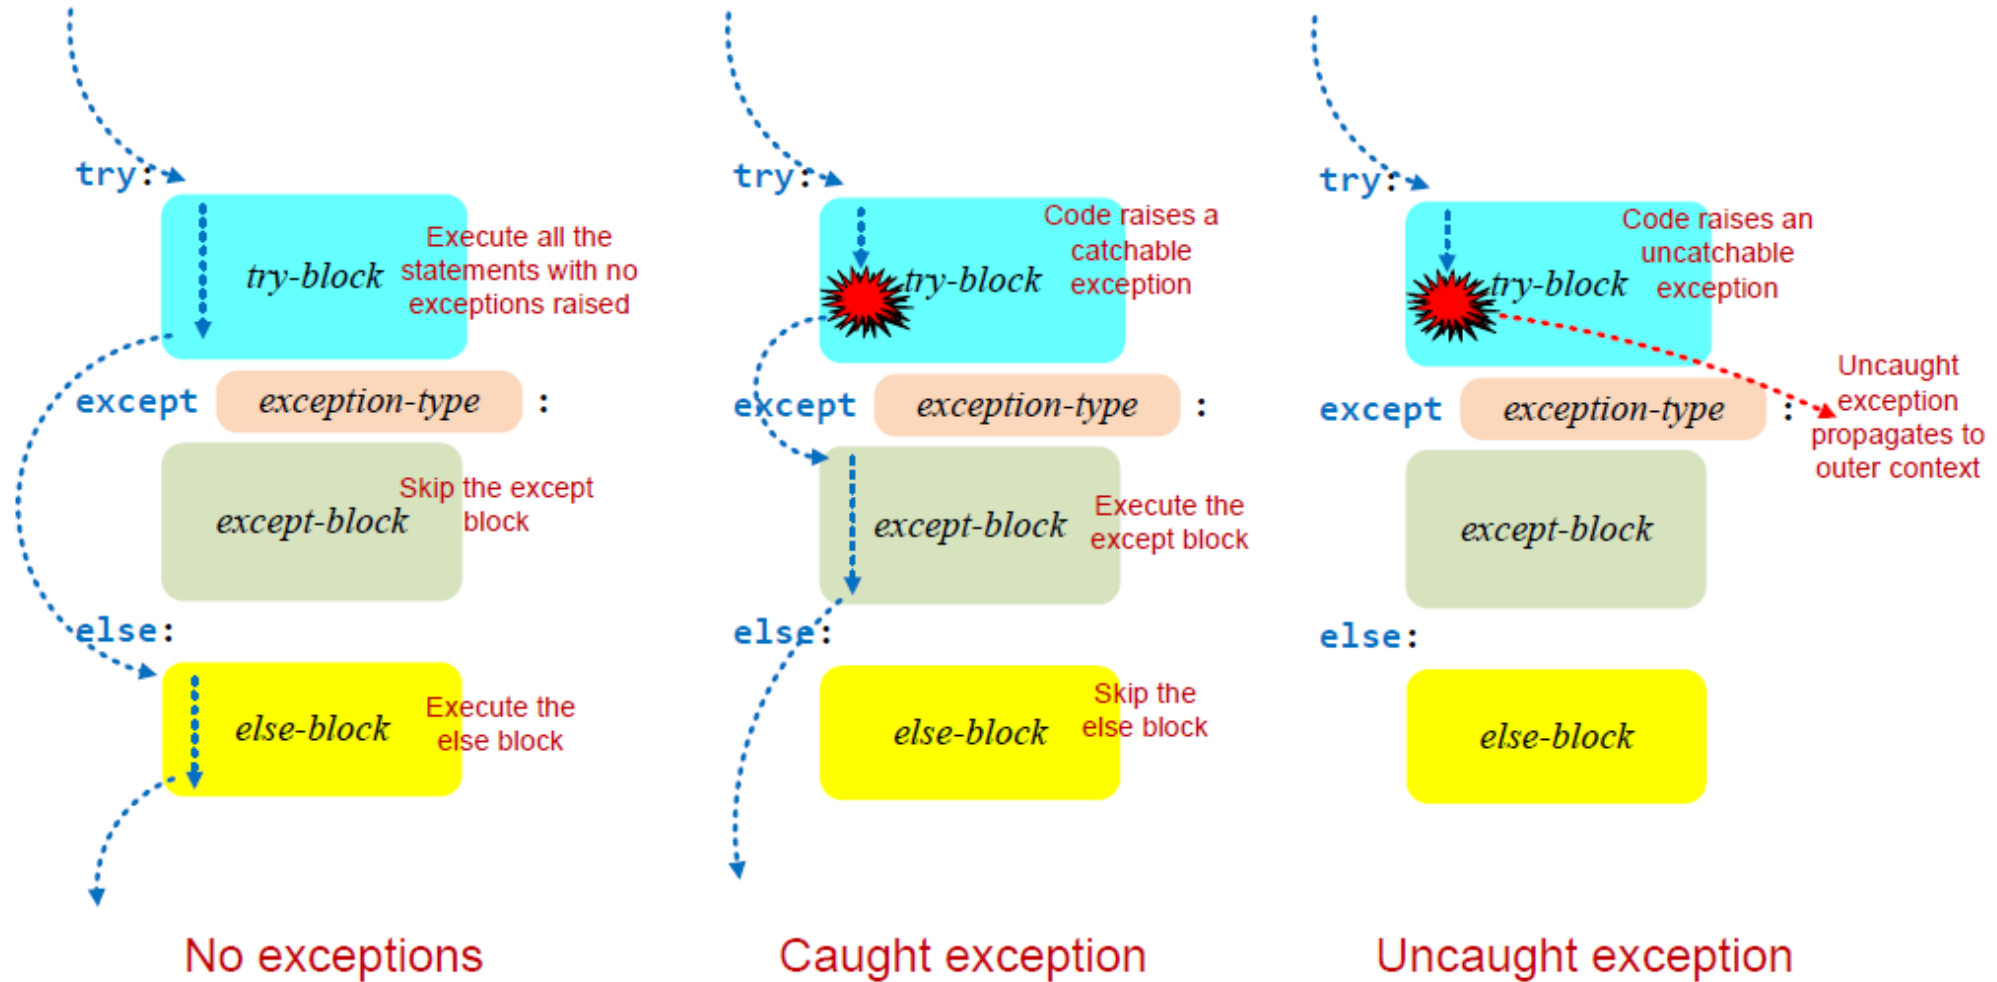 try:
try-block
Execute all the
statements with no
exceptions raised
except exception-type :
except-block
Skip the except
block
else:
else-block
Execute the
else block
No exceptions
try:
try-block
Code raises a
catchable
exception
except exception-type :
except-block
Execute the
except block
else:
else-block
Skip the
else block
Caught exception
try:
try-block
Code raises an
uncatchable
exception
except exception-type :
Uncaught
exception
propagates to
outer context
except-block
else:
else-block
Uncaught exception